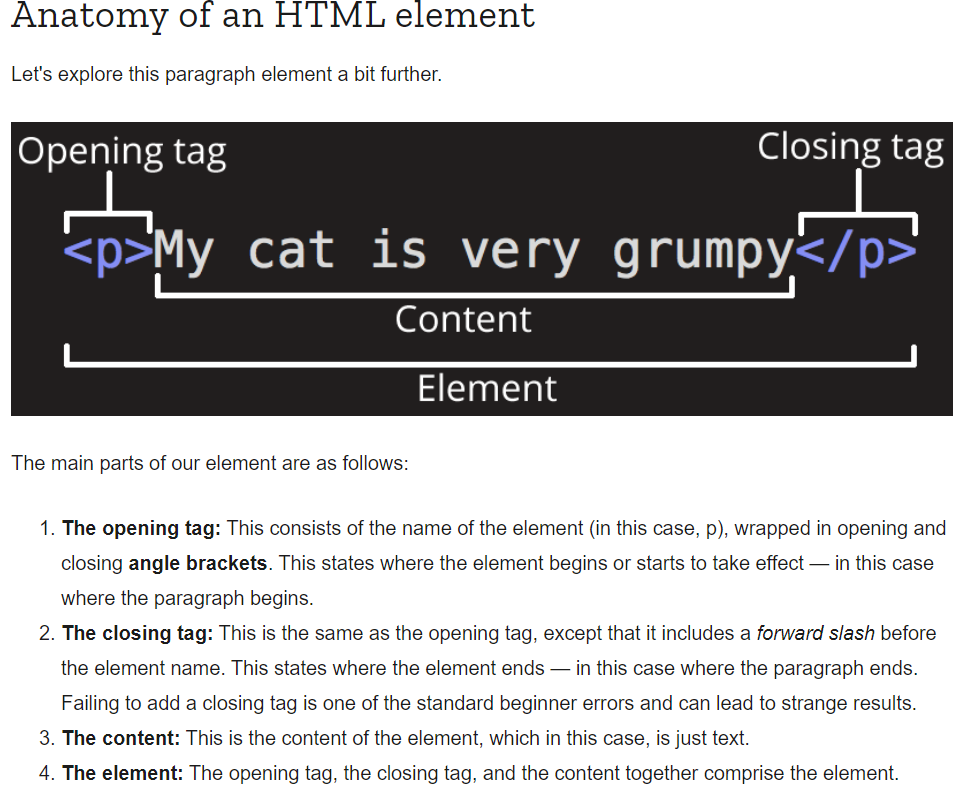 Anatomy of an HTML element
Let's explore this paragraph element a bit further.
Opening tag
Closing tag
<p>My cat is very grumpy</p>
Content
Element
The main parts of our element are as follows:
1. The opening tag: This consists of the name of the element (in this case, p), wrapped in opening and
closing angle brackets. This states where the element begins or starts to take effect — in this case
where the paragraph begins.
2. The closing tag: This is the same as the opening tag, except that it includes a forward slash before
the element name. This states where the element ends — in this case where the paragraph ends.
Failing to add a closing tag is one of the standard beginner errors and can lead to strange results.
3. The content: This is the content of the element, which in this case, is just text.
4. The element: The opening tag, the closing tag, and the content together comprise the element.